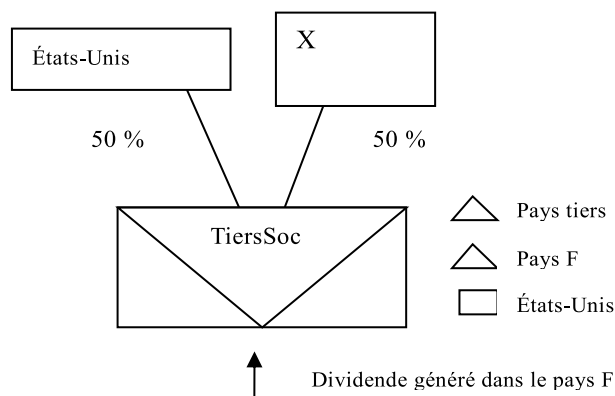 États-Unis
X
50 %
50 %
TiersSoc
Pays tiers
Pays F
États-Unis
Dividende généré dans le pays F